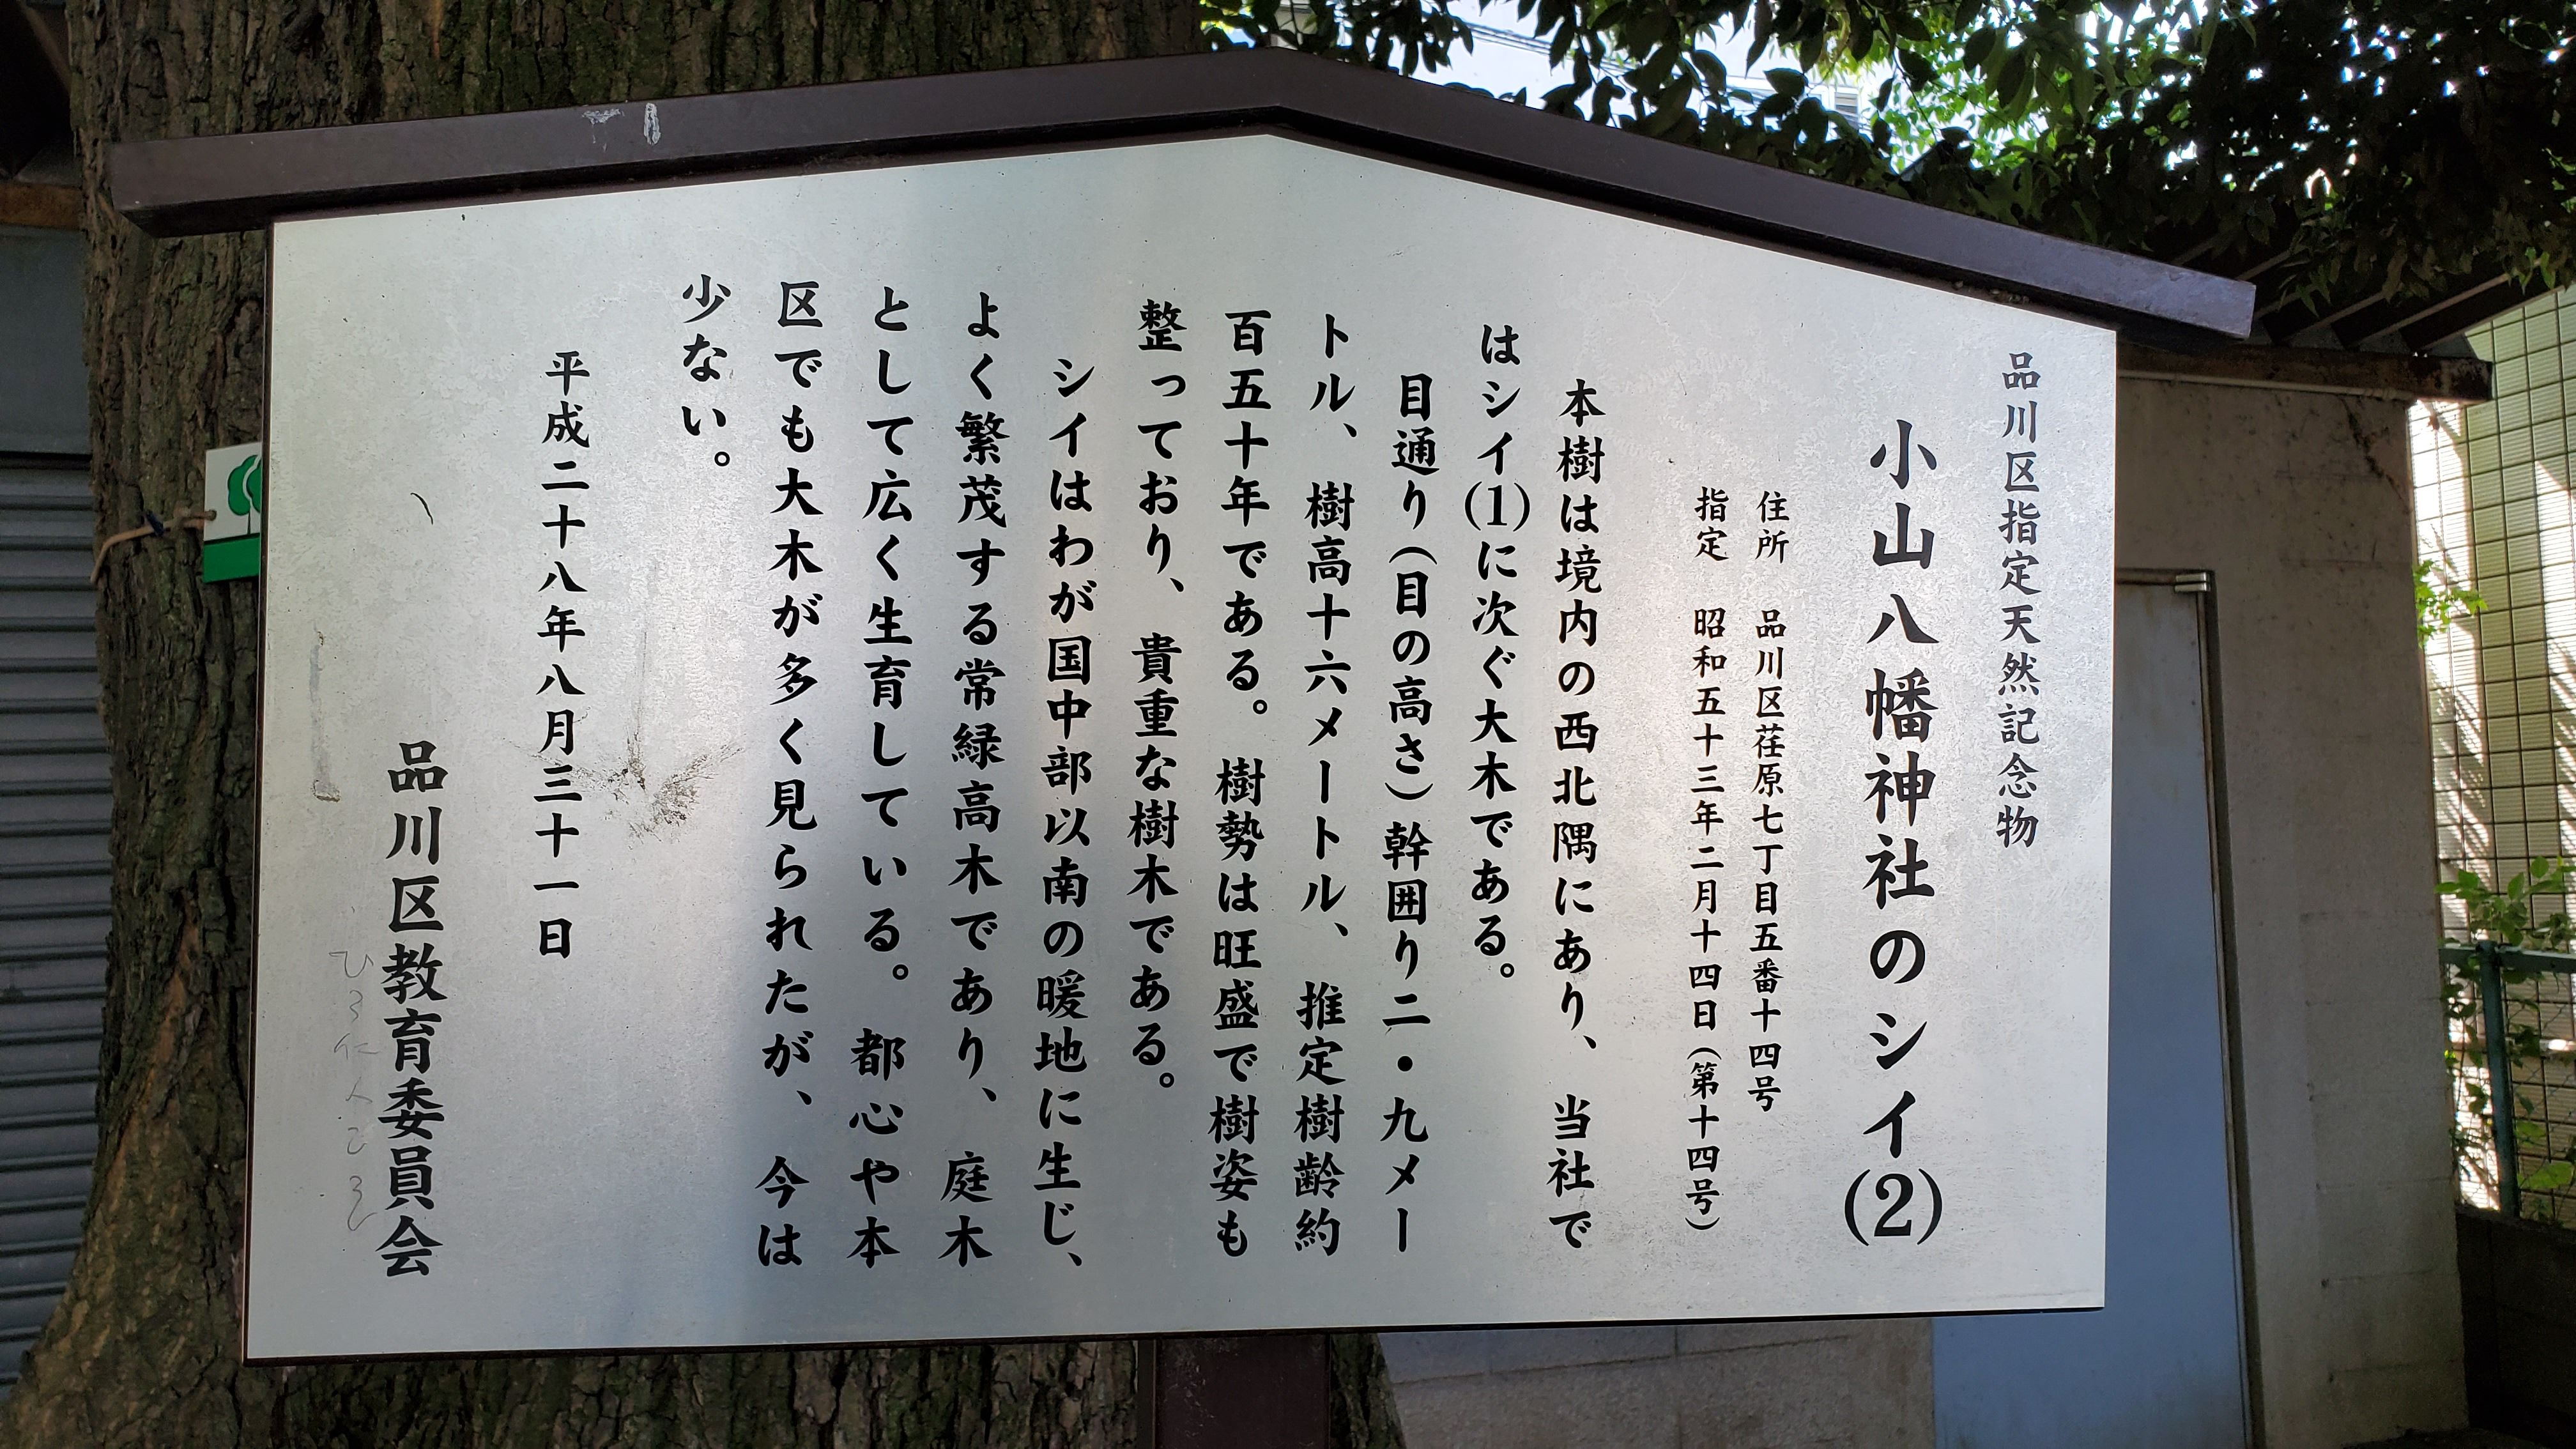 品川区指定天然記念物
小山八幡神社のシイ(2)
住所　品川区荏原七丁目五番十四号
指定　昭和五十三年二月十四日(第十四号)
本樹は境内の西北隅にあり、当社で
はシイ(1)に次ぐ大木である。
目通り(目の高さ)幹囲り二・九メー
トル、樹高十六メートル、推定樹齢約
百五十年である。樹勢は旺盛で樹姿も
整っており、貴重な樹木である。
シイはわが国中部以南の暖地に生じ、
よく繁茂する常緑高木であり、庭木
として広く生育している。都心や本
区でも大木が多く見られたが、今は
少ない。
平成二十八年八月三十一日
品川区教育委員会